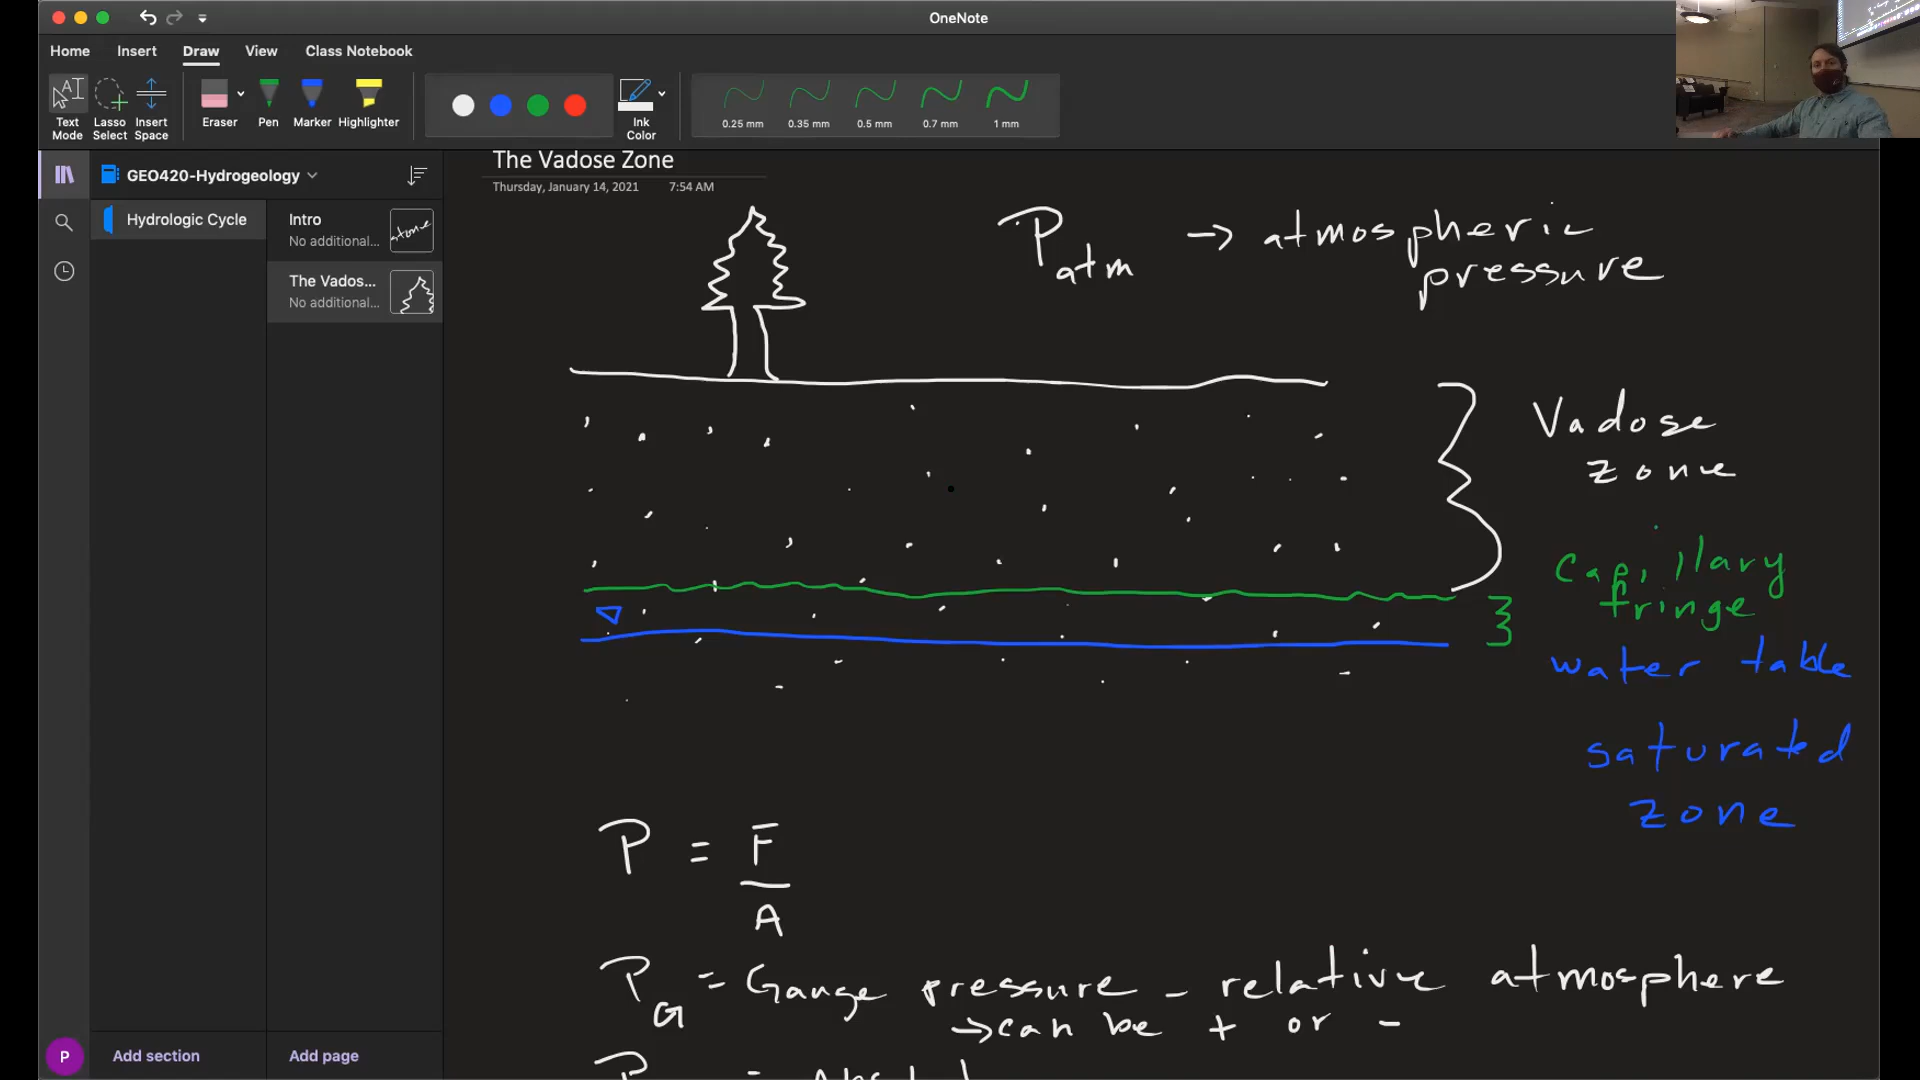 OneNote
Home Insert Draw View Class Notebook
Text Mode
Lasso Select
Insert Space
Eraser
Pen
Marker
Highlighter
Ink Color
0.25 mm
0.35 mm
0.5 mm
0.7 mm
1 mm
GEO420-Hydrogeology
Hydrologic Cycle
Intro
No additional...
The Vados...
No additional...
The Vadose Zone
Thursday, January 14, 2021 7:54 AM
Patm → atmospheric
pressure
Vadose
zone
capillary
fringe
water table
saturated
zone
P = F
A
PG = Gauge pressure - relative atmosphere
→ can be + or -
P
P Add section Add page